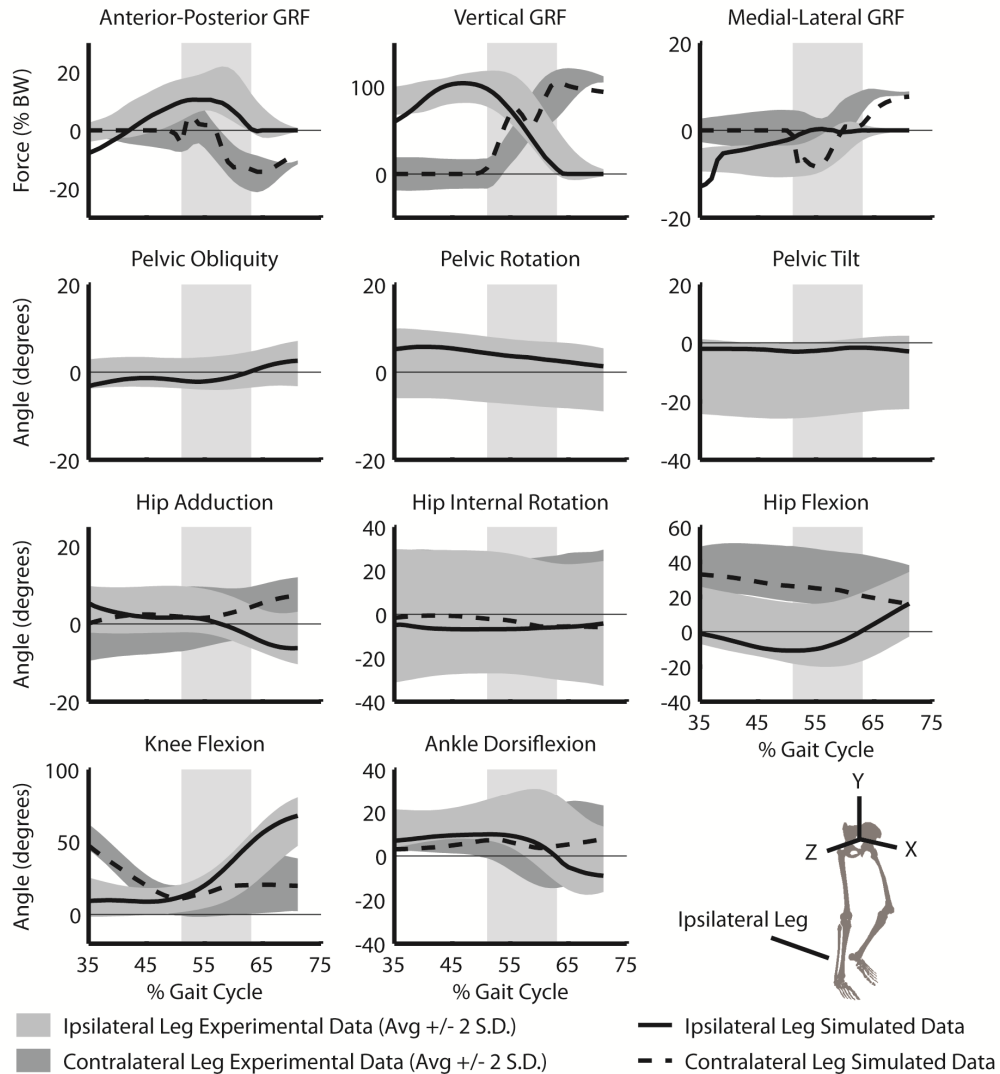 Anterior-Posterior GRF Vertical GRF Medial-Lateral GRF
Force (% BW)
20
0
-20
100
0
20
0
-20
Pelvic Obliquity Pelvic Rotation Pelvic Tilt
Angle (degrees)
20
0
-20
20
0
-20
20
0
-20
-40
Hip Adduction Hip Internal Rotation Hip Flexion
Angle (degrees)
20
0
-20
40
20
0
-20
-40
60
40
20
0
-20
-40
35 45 55 65 75
% Gait Cycle
Knee Flexion Ankle Dorsiflexion
Angle (degrees)
100
50
0
40
20
0
-20
-40
35 45 55 65 75
% Gait Cycle
35 45 55 65 75
% Gait Cycle
Y
Z X
Ipsilateral Leg
Ipsilateral Leg Experimental Data (Avg +/- 2 S.D.)
Ipsilateral Leg Simulated Data
Contralateral Leg Experimental Data (Avg +/- 2 S.D.)
Contralateral Leg Simulated Data